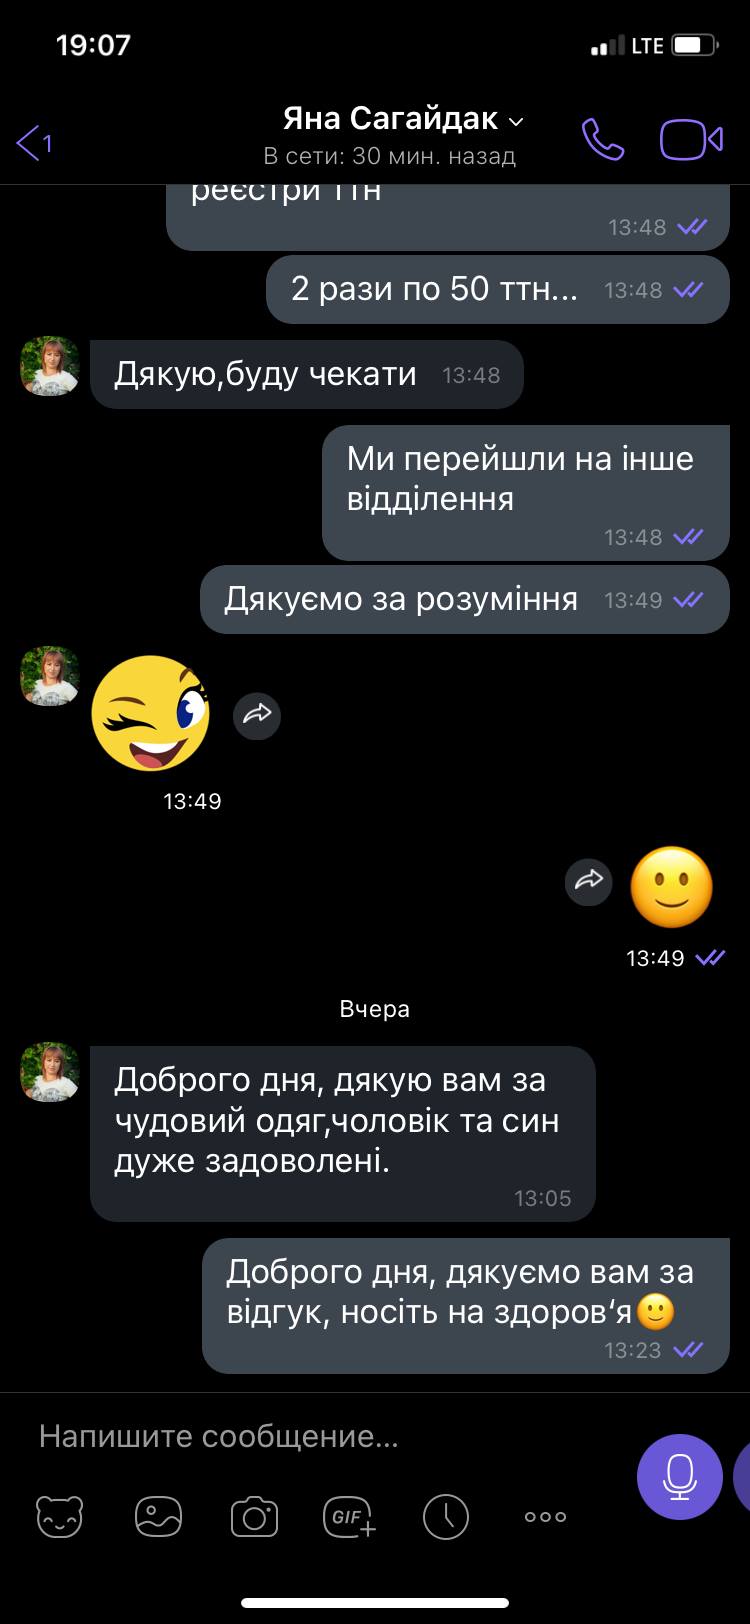 19:07
LTE
1
Яна Сагайдак
В сети: 30 мин. назад
реєстри ттн
13:48
2 рази по 50 ттн...
13:48
Дякую,буду чекати
13:48
Ми перейшли на інше
відділення
13:48
Дякуємо за розуміння
13:49
13:49
13:49
Вчера
Доброго дня, дякую вам за
чудовий одяг,чоловік та син
дуже задоволені.
13:05
Доброго дня, дякуємо вам за
відгук, носіть на здоров‘я🙂
13:23
Напишите сообщение...
GIF